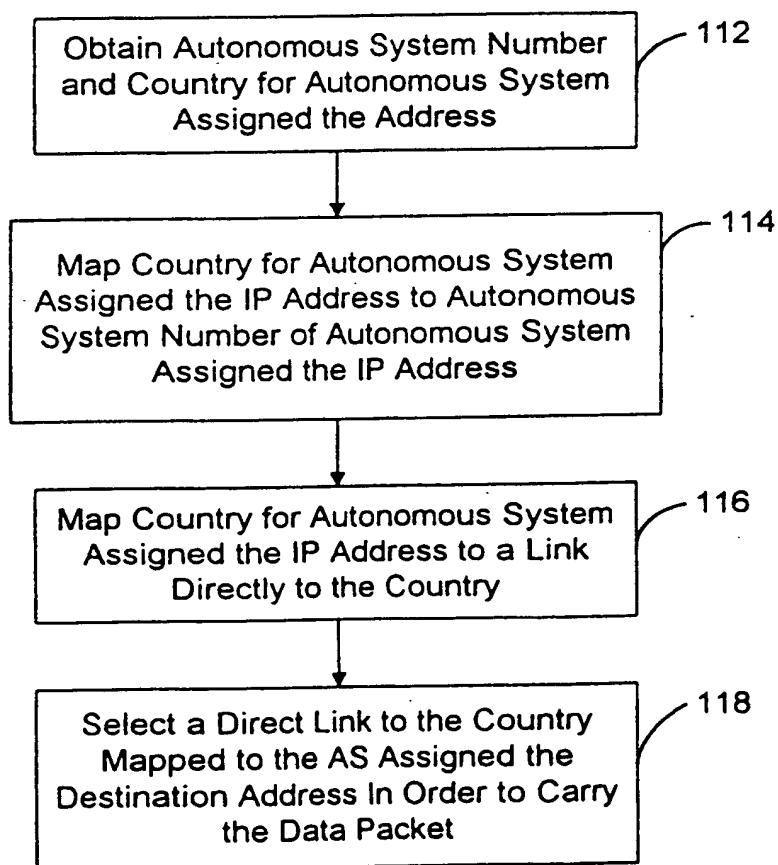 Obtain Autonomous System Number
and Country for Autonomous System
Assigned the Address
112
Map Country for Autonomous System
Assigned the IP Address to Autonomous
System Number of Autonomous System
Assigned the IP Address
114
Map Country for Autonomous System
Assigned the IP Address to a Link
Directly to the Country
116
Select a Direct Link to the Country
Mapped to the AS Assigned the
Destination Address In Order to Carry
the Data Packet
118